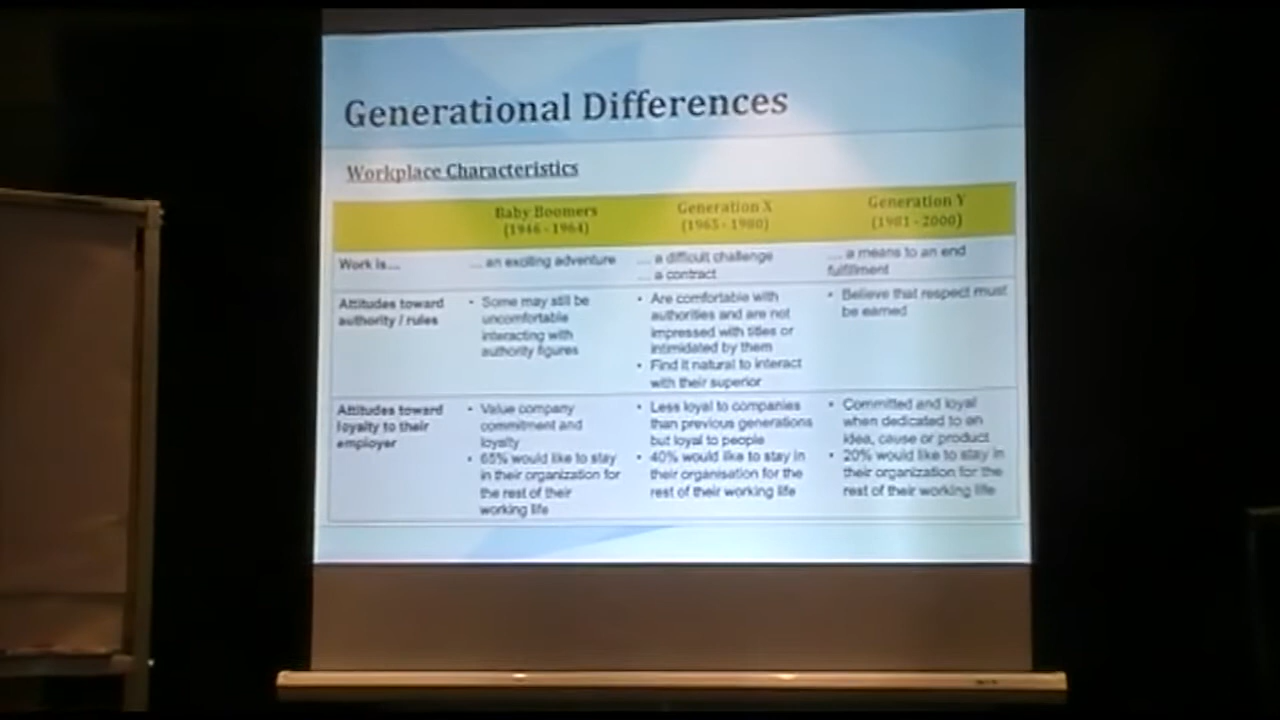 Generational Differences
Workplace Characteristics
Baby Boomers
(1946 - 1964)
Generation X
(1965 - 1980)
Generation Y
(1981 - 2000)
Work is...
... an exciting adventure
... a difficult challenge
... a contract
.... a means to an end
fulfillment
Attitudes toward
authority / rules
• Some may still be
uncomfortable
interacting with
authority figures
• Are comfortable with
authorities and are not
impressed with titles or
intimidated by them
• Find it natural to interact
with their superior
• Believe that respect must
be earned
Attitudes toward
loyalty to their
employer
• Value company
commitment and
loyalty
• 65% would like to stay
in their organization for
the rest of their
working life
• Less loyal to companies
than previous generations
but loyal to people
• 40% would like to stay in
their organisation for the
rest of their working life
• Committed and loyal
when dedicated to an
idea, cause or product
• 20% would like to stay in
their organization for the
rest of their working life